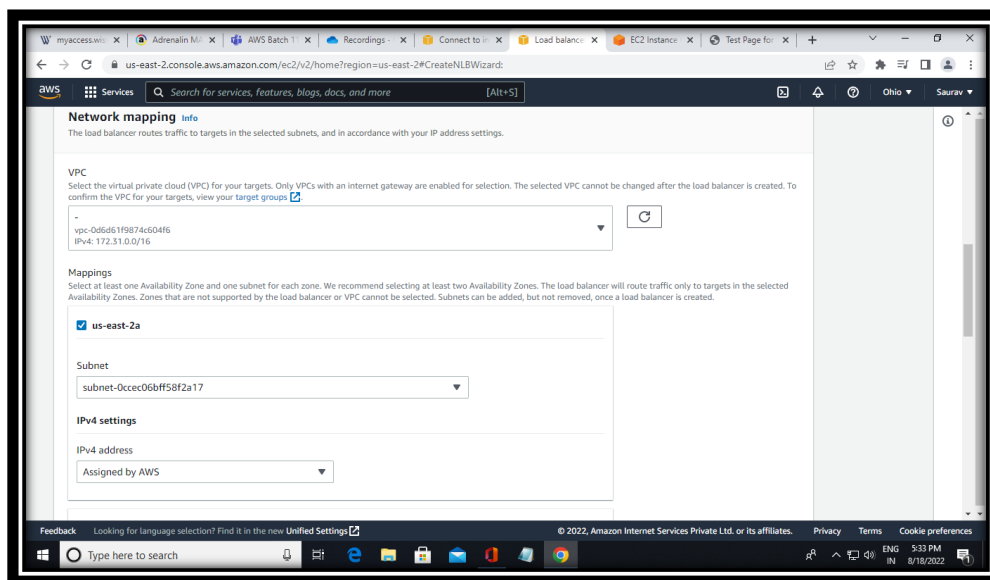 myaccess.wis
Adrenalin MA
AWS Batch 1
Recordings -
Connect to in
Load balance
EC2 Instance
Test Page for
us-east-2.console.aws.amazon.com/ec2/v2/home?region=us-east-2#CreateNLBWizard:
aws
Services
Search for services, features, blogs, docs, and more
[Alt+S]
Ohio
Saurav
Network mapping Info
The load balancer routes traffic to targets in the selected subnets, and in accordance with your IP address settings.
VPC
Select the virtual private cloud (VPC) for your targets. Only VPCs with an internet gateway are enabled for selection. The selected VPC cannot be changed after the load balancer is created. To
confirm the VPC for your targets, view your target groups
-
vpc-0d6d61f9874c604f6
IPv4: 172.31.0.0/16
Mappings
Select at least one Availability Zone and one subnet for each zone. We recommend selecting at least two Availability Zones. The load balancer will route traffic only to targets in the selected
Availability Zones. Zones that are not supported by the load balancer or VPC cannot be selected. Subnets can be added, but not removed, once a load balancer is created.
us-east-2a
Subnet
subnet-0ccec06bff58f2a17
IPv4 settings
IPv4 address
Assigned by AWS
Feedback
Looking for language selection? Find it in the new Unified Settings
© 2022, Amazon Internet Services Private Ltd. or its affiliates.
Privacy
Terms
Cookie preferences
Type here to search
ENG
IN
5:33 PM
8/18/2022